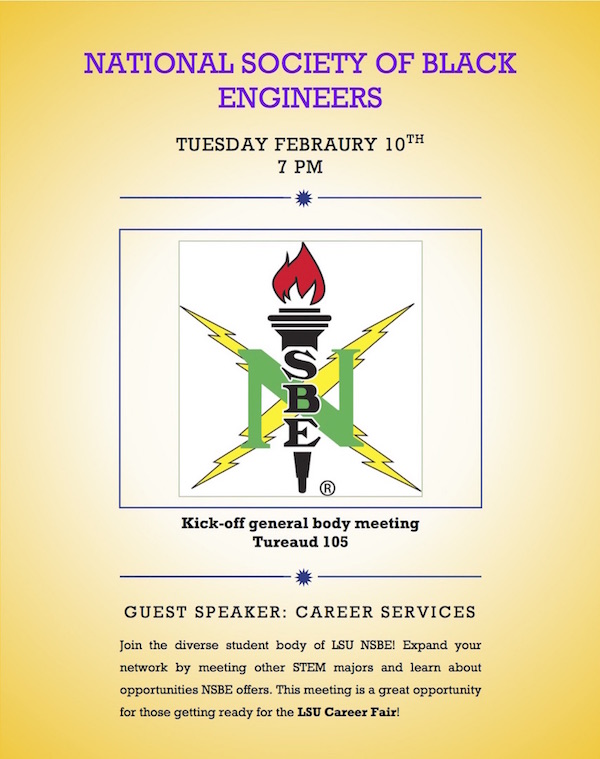 NATIONAL SOCIETY OF BLACK
ENGINEERS
TUESDAY FEBRAURY 10TH
7 PM
NSBE
®
Kick-off general body meeting
Tureaud 105
GUEST SPEAKER: CAREER SERVICES
Join the diverse student body of LSU NSBE! Expand your
network by meeting other STEM majors and learn about
opportunities NSBE offers. This meeting is a great opportunity
for those getting ready for the LSU Career Fair!